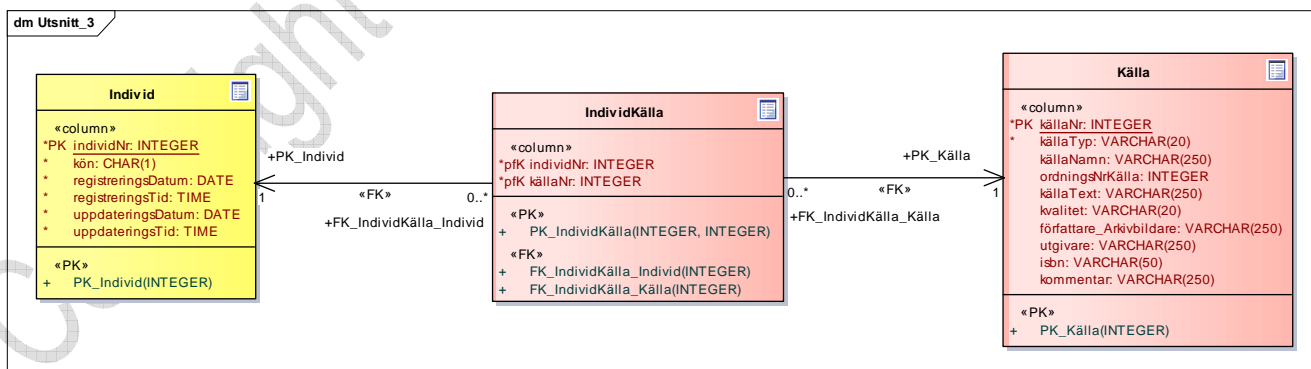 dm Utsnitt_3
Individ
«column»
*PK individNr: INTEGER
* kön: CHAR(1)
* registreringsDatum: DATE
* registreringsTid: TIME
* uppdateringsDatum: DATE
* uppdateringsTid: TIME
«PK»
+ PK_Individ(INTEGER)
+PK_Individ
1
«FK»
0..*
+FK_IndividKälla_Individ
IndividKälla
«column»
*pfK individNr: INTEGER
*pfK källaNr: INTEGER
«PK»
+ PK_IndividKälla(INTEGER, INTEGER)
«FK»
+ FK_IndividKälla_Individ(INTEGER)
+ FK_IndividKälla_Källa(INTEGER)
+PK_Källa
0..*
«FK»
1
+FK_IndividKälla_Källa
Källa
«column»
*PK källaNr: INTEGER
* källaTyp: VARCHAR(20)
källaNamn: VARCHAR(250)
ordningsNrKälla: INTEGER
källaText: VARCHAR(250)
kvalitet: VARCHAR(20)
författare_Arkivbildare: VARCHAR(250)
utgivare: VARCHAR(250)
isbn: VARCHAR(50)
kommentar: VARCHAR(250)
«PK»
+ PK_Källa(INTEGER)